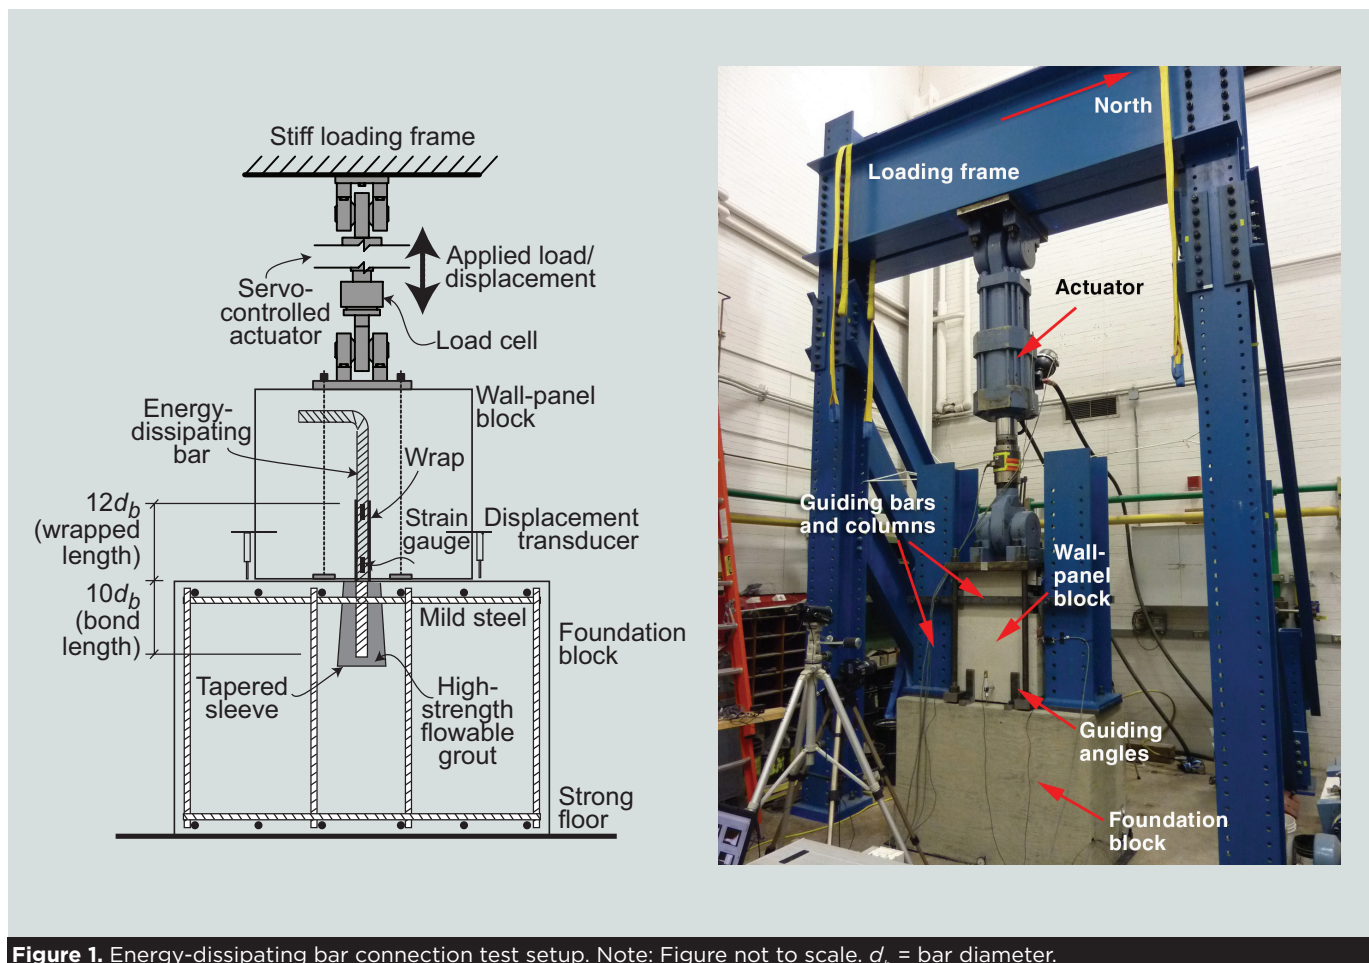 Stiff loading frame
Applied load/
displacement
Servo-
controlled
actuator
Load cell
Wall-panel
block
Energy-
dissipating
bar
Wrap
12d_b
(wrapped
length)
Strain
gauge
Displacement
transducer
10d_b
(bond
length)
Mild steel
Foundation
block
Tapered
sleeve
High-
strength
flowable
grout
Strong
floor
North
Loading frame
Actuator
Guiding bars
and columns
Wall-
panel
block
Guiding
angles
Foundation
block
Figure 1. Energy-dissipating bar connection test setup. Note: Figure not to scale. d_b = bar diameter.